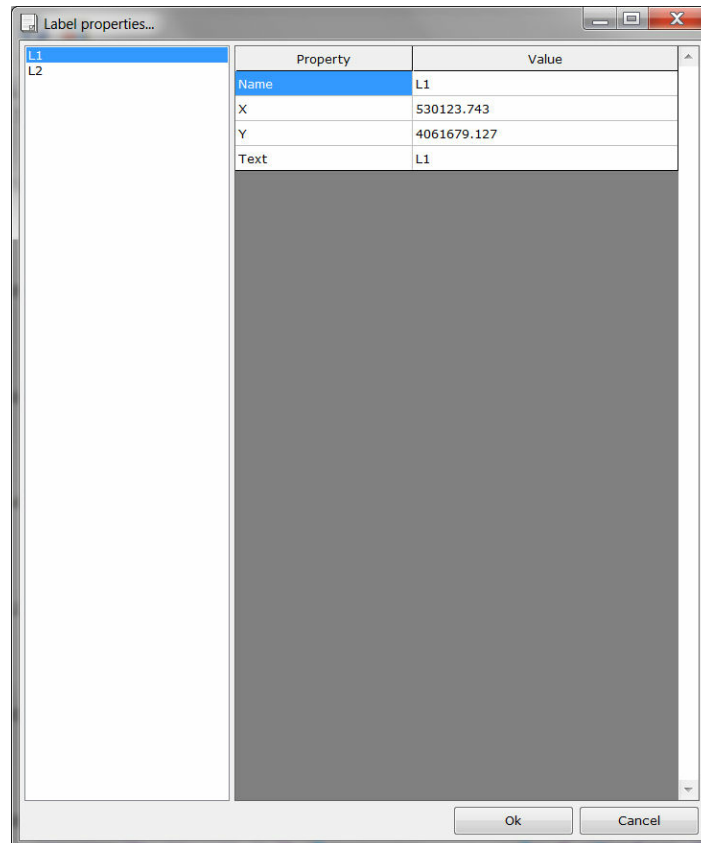 Label properties...
L1
L2
Property Value
Name L1
X 530123.743
Y 4061679.127
Text L1
Ok Cancel